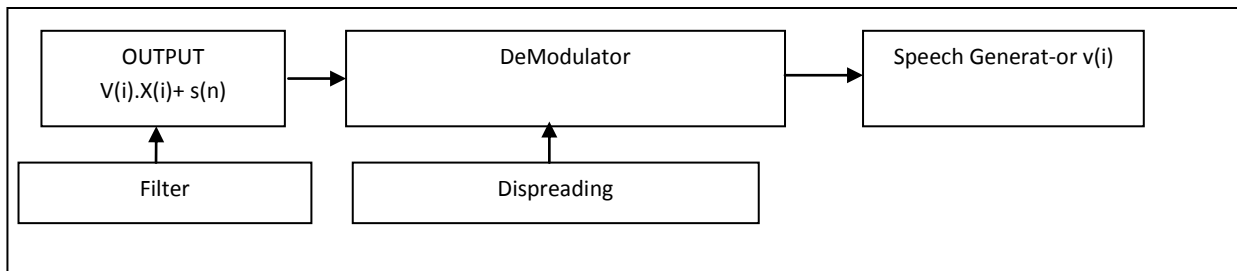 OUTPUT
V(i).X(i)+ s(n)
DeModulator
Speech Generat-or v(i)
Filter
Dispreading